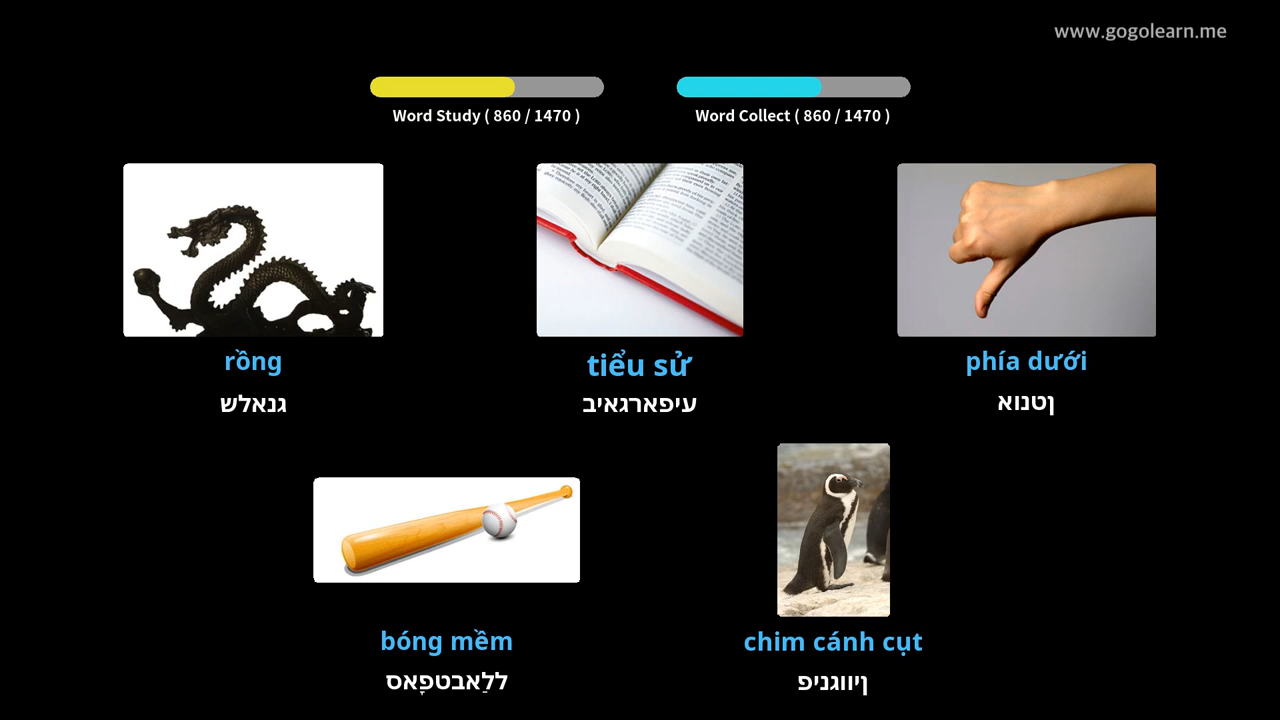 www.gogolearn.me
Word Study ( 860 / 1470 )
Word Collect ( 860 / 1470 )
rồng
גנאלש
tiểu sử
עיפארגאיב
phía dưới
ןטנוא
bóng mềm
ללַאבטפָאס
chim cánh cụt
ןיווגניפ